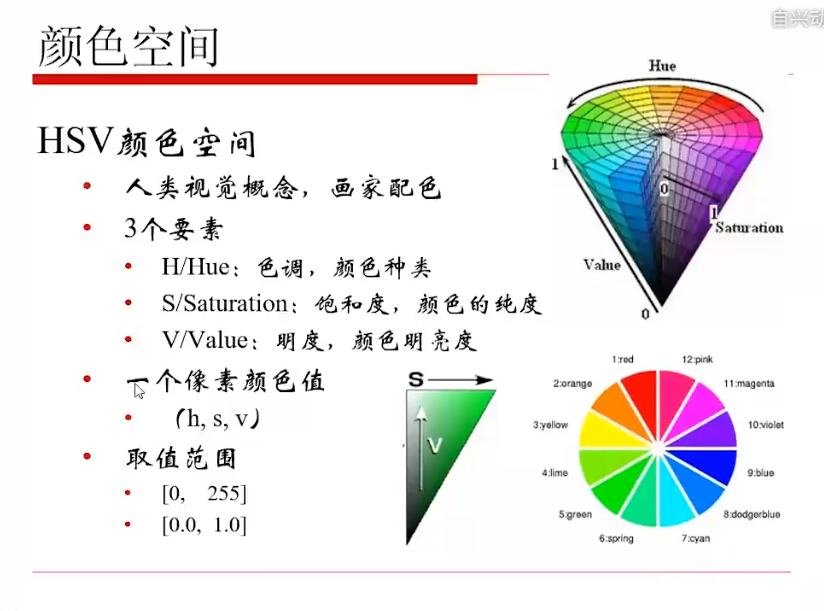 自兴动
颜色空间
HSV颜色空间
• 人类视觉概念，画家配色
• 3个要素
• H/Hue：色调，颜色种类
• S/Saturation：饱和度，颜色的纯度
• V/Value：明度，颜色明亮度
• 一个像素颜色值
• （h, s, v）
• 取值范围
• [0, 255]
• [0.0, 1.0]
Hue
1
0
1
Saturation
Value
0
S
V
1:red
12:pink
2:orange
11:magenta
3:yellow
10:violet
4:lime
9:blue
5:green
8:dodgerblue
6:spring
7:cyan